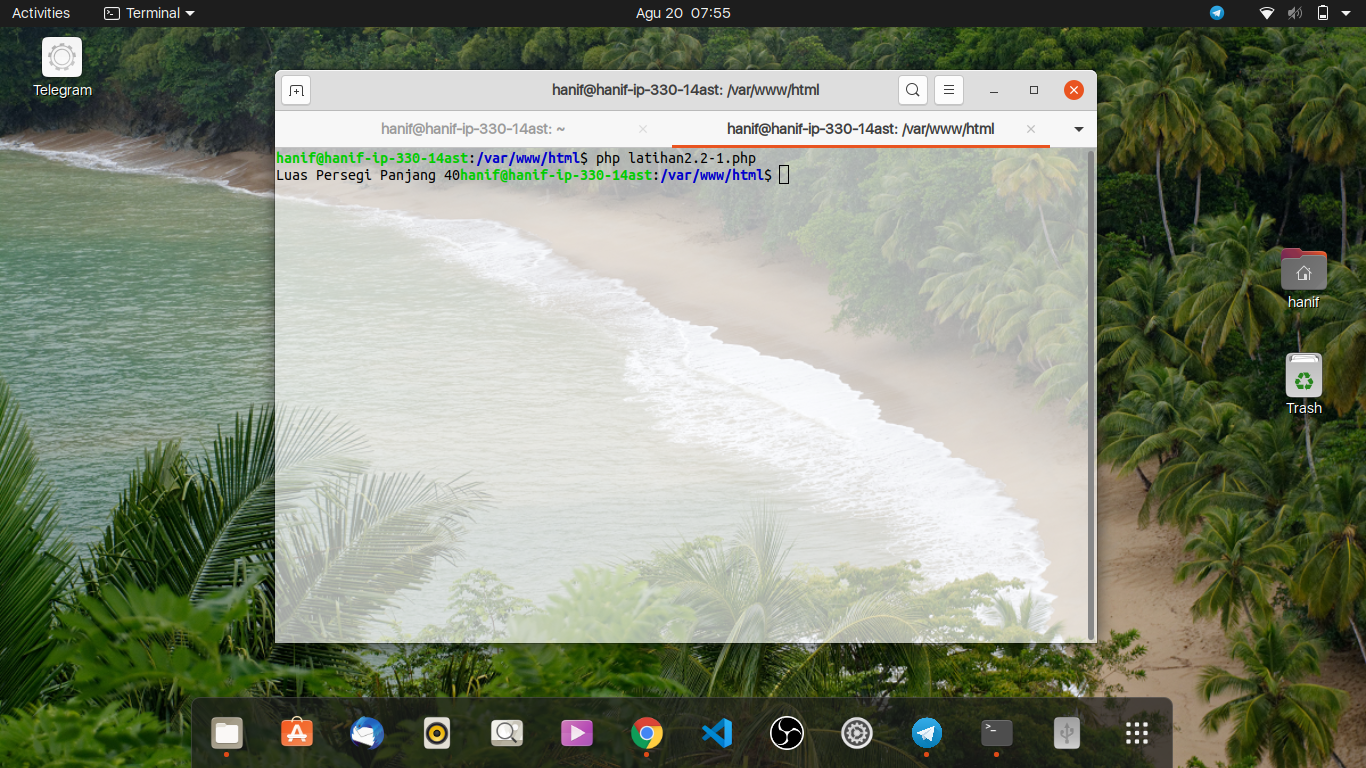 Activities Terminal Agu 20 07:55
Telegram
hanif@hanif-ip-330-14ast: /var/www/html
hanif@hanif-ip-330-14ast: ~ hanif@hanif-ip-330-14ast: /var/www/html
hanif@hanif-ip-330-14ast:/var/www/html$ php latihan2.2-1.php
Luas Persegi Panjang 40hanif@hanif-ip-330-14ast:/var/www/html$
hanif
Trash